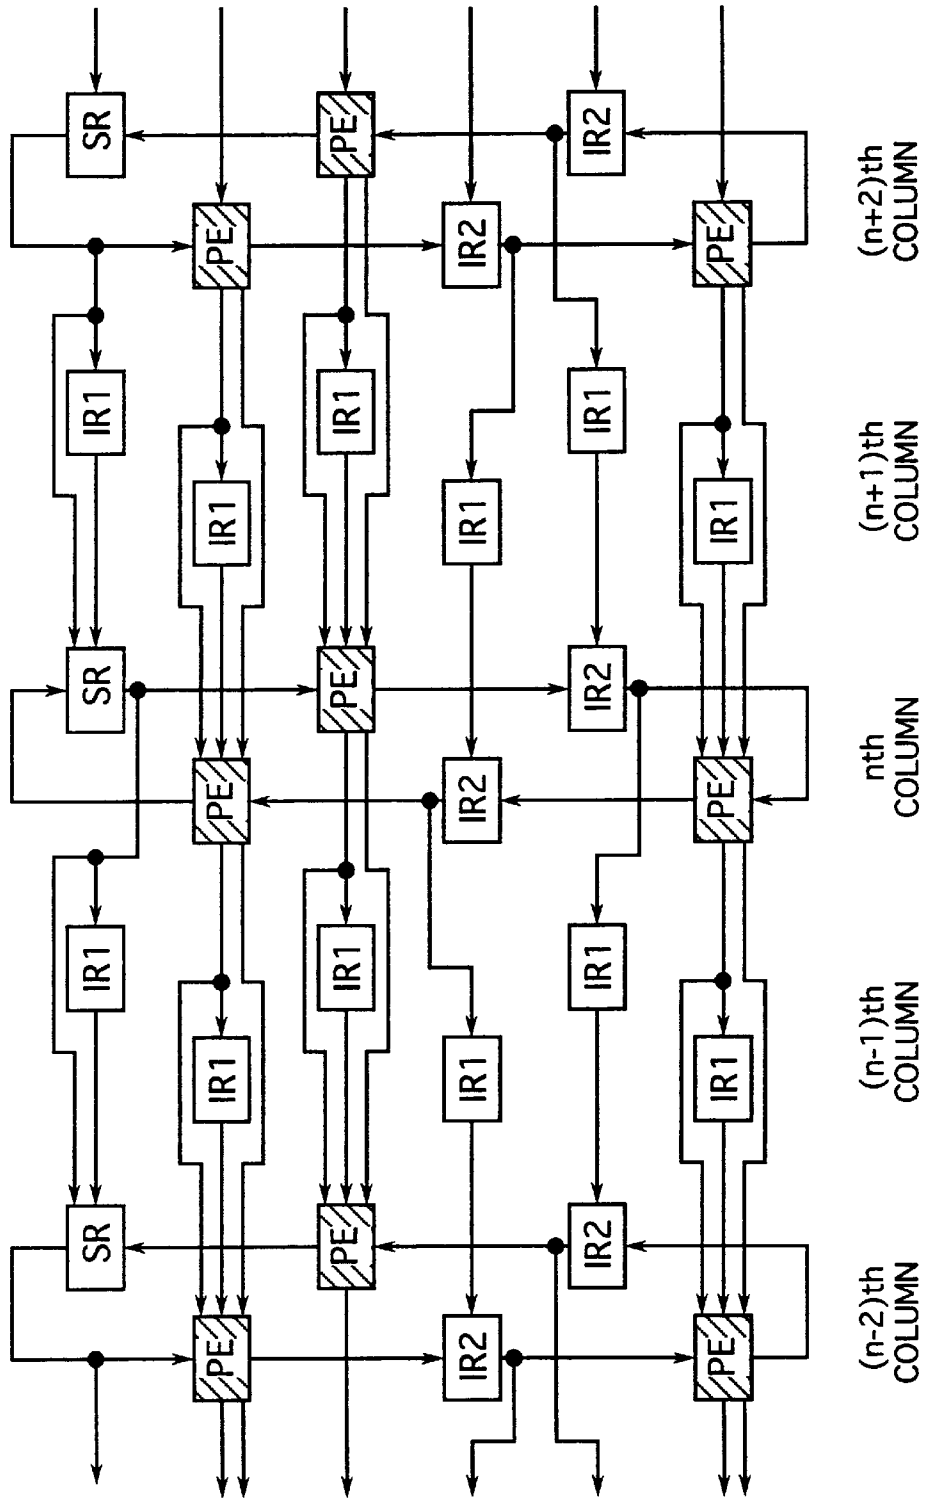 SR
IR1
SR
IR1
SR
PE
IR1
PE
IR1
PE
PE
IR1
PE
IR1
PE
IR2
IR1
IR2
IR1
IR2
IR2
IR1
IR2
IR1
IR2
PE
IR1
PE
IR1
PE
(n-2)th
COLUMN
(n-1)th
COLUMN
nth
COLUMN
(n+1)th
COLUMN
(n+2)th
COLUMN